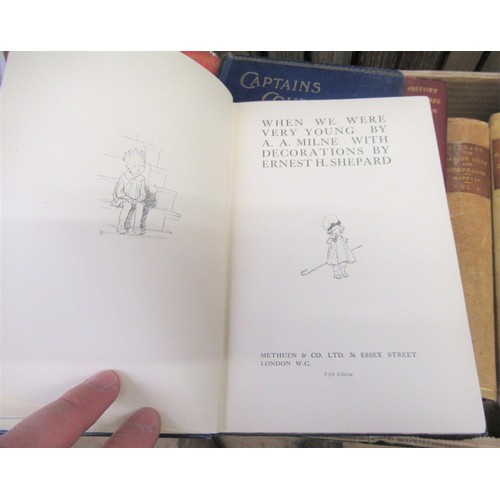 CAPTAINS
HISTORY
WHEN WE WERE
VERY YOUNG BY
A. A. MILNE WITH
DECORATIONS BY
ERNEST H. SHEPARD
METHUEN & CO. LTD. 36 ESSEX STREET
LONDON W.C.
Fifth Edition